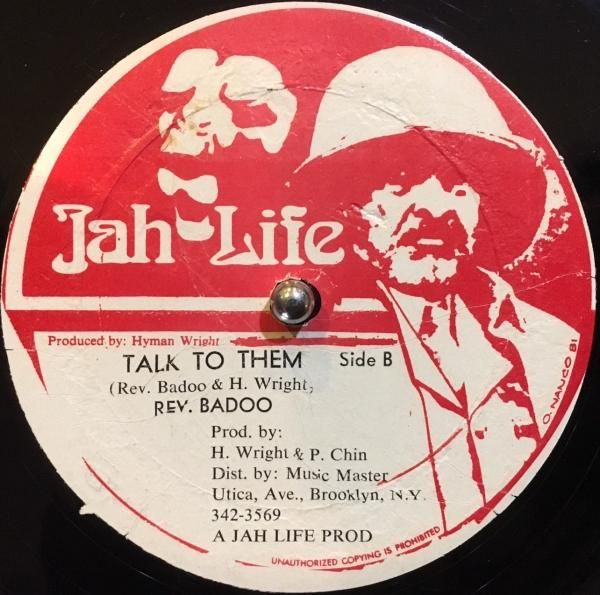 Jah Life
Produced by: Hyman Wright
TALK TO THEM Side B
(Rev. Badoo & H. Wright)
REV. BADOO
Prod. by:
H. Wright & P. Chin
Dist. by: Music Master
Utica, Ave., Brooklyn, N.Y.
342-3569
A JAH LIFE PROD
UNAUTHORIZED COPYING IS PROHIBITED
O. NANCO 81